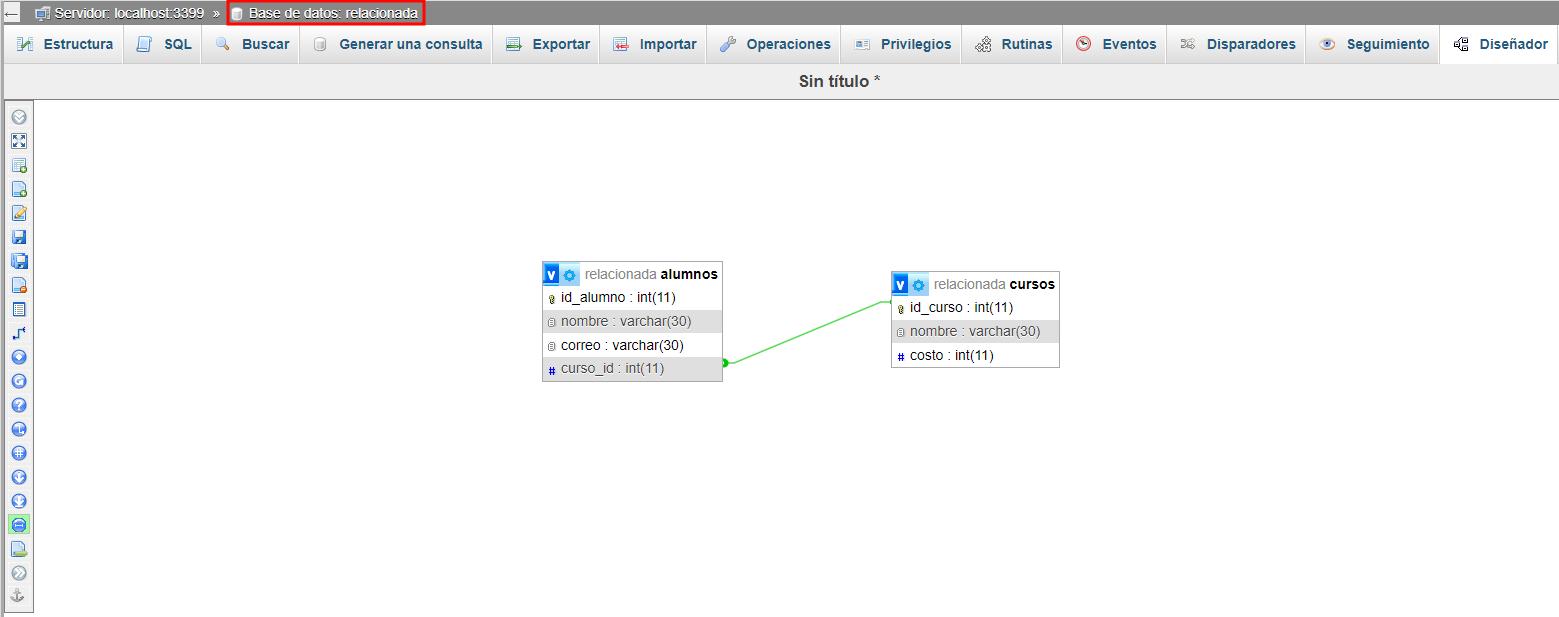 Servidor: localhost:3399 » Base de datos: relacionada
Estructura SQL Buscar Generar una consulta Exportar Importar Operaciones Privilegios Rutinas Eventos Disparadores Seguimiento Diseñador
Sin título *
v relacionada alumnos
id_alumno : int(11)
nombre : varchar(30)
correo : varchar(30)
# curso_id : int(11)
v relacionada cursos
id_curso : int(11)
nombre : varchar(30)
# costo : int(11)